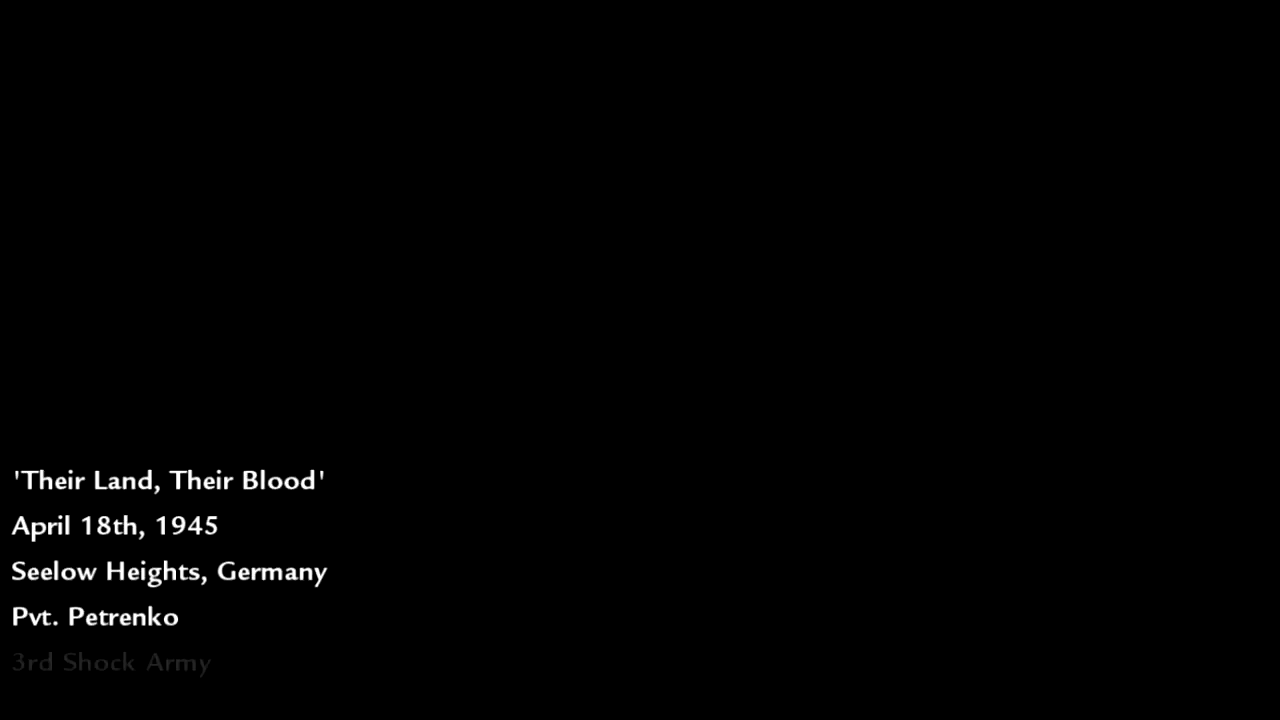 'Their Land, Their Blood'
April 18th, 1945
Seelow Heights, Germany
Pvt. Petrenko
3rd Shock Army